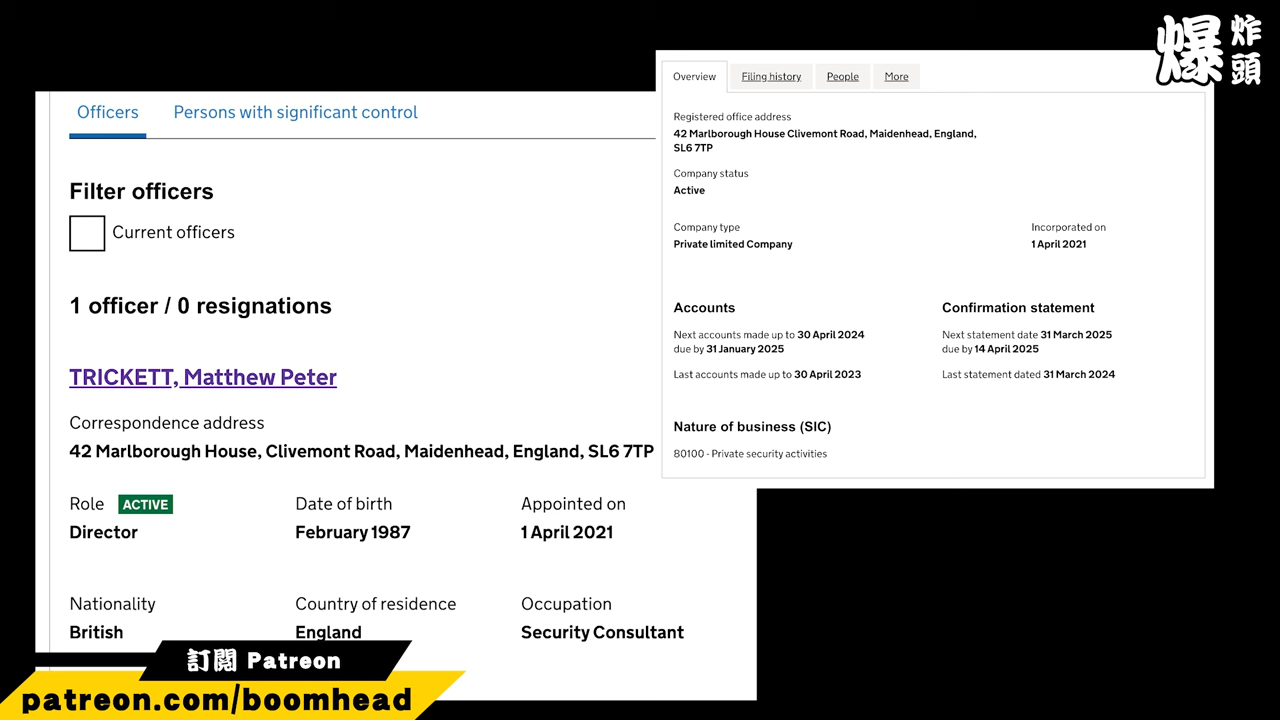 爆炸頭
Officers
Persons with significant control
Filter officers
Current officers
1 officer / 0 resignations
TRICKETT, Matthew Peter
Correspondence address
42 Marlborough House, Clivemont Road, Maidenhead, England, SL6 7TP
Role ACTIVE
Director
Date of birth
February 1987
Appointed on
1 April 2021
Nationality
British
Country of residence
England
Occupation
Security Consultant
Overview
Filing history
People
More
Registered office address
42 Marlborough House Clivemont Road, Maidenhead, England,
SL6 7TP
Company status
Active
Company type
Private limited Company
Incorporated on
1 April 2021
Accounts
Next accounts made up to 30 April 2024
due by 31 January 2025
Last accounts made up to 30 April 2023
Confirmation statement
Next statement date 31 March 2025
due by 14 April 2025
Last statement dated 31 March 2024
Nature of business (SIC)
80100 - Private security activities
訂閱 Patreon
patreon.com/boomhead